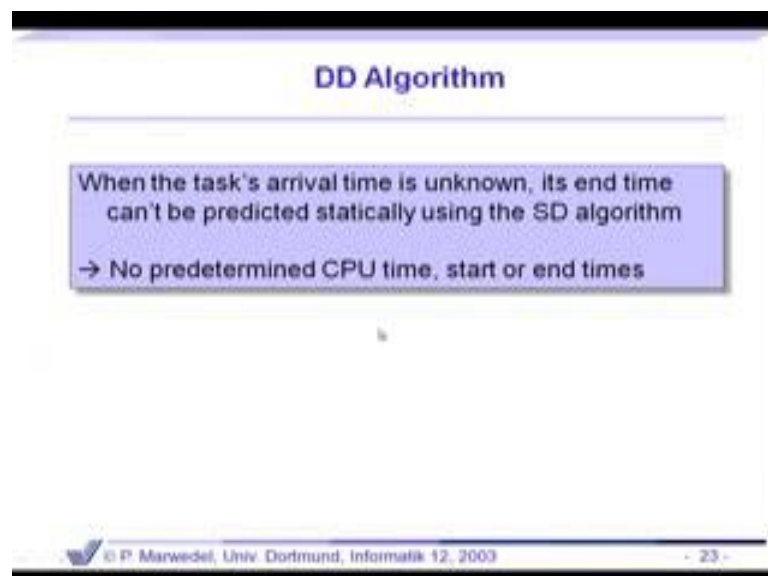 DD Algorithm
When the task's arrival time is unknown, its end time
can't be predicted statically using the SD algorithm
→ No predetermined CPU time, start or end times
© P. Marwedel, Univ. Dortmund, Informatik 12, 2003 - 23 -